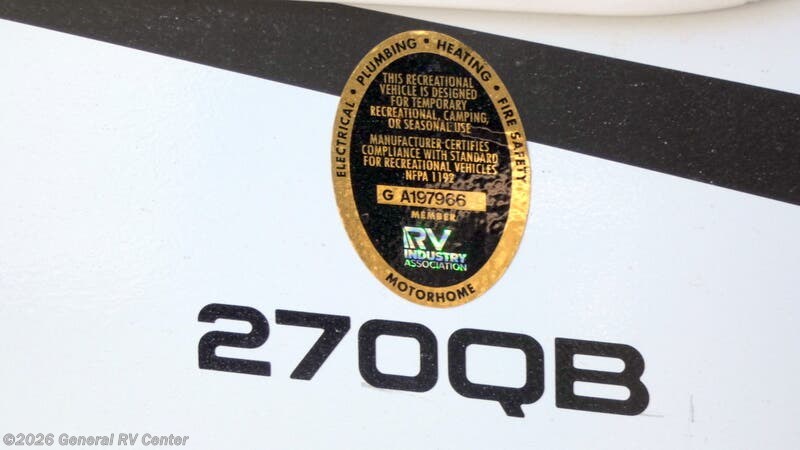 ELECTRICAL • PLUMBING • HEATING • FIRE SAFETY
THIS RECREATIONAL
VEHICLE IS DESIGNED
FOR TEMPORARY
RECREATIONAL, CAMPING,
OR SEASONAL USE
MANUFACTURER CERTIFIES
COMPLIANCE WITH STANDARD
FOR RECREATIONAL VEHICLES
NFPA 1192
G A197966
MEMBER
RV
INDUSTRY
ASSOCIATION
MOTORHOME
270QB
©2026 General RV Center